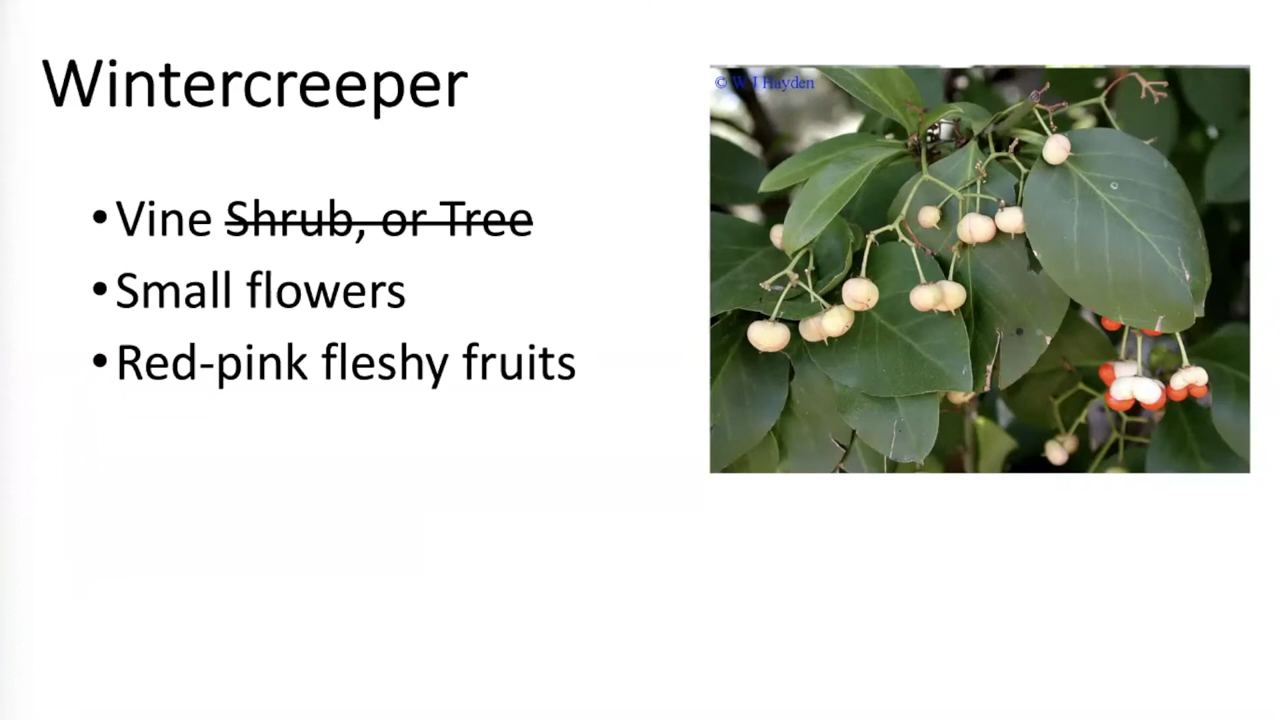 Wintercreeper
• Vine Shrub, or Tree
• Small flowers
• Red-pink fleshy fruits
© W J Hayden